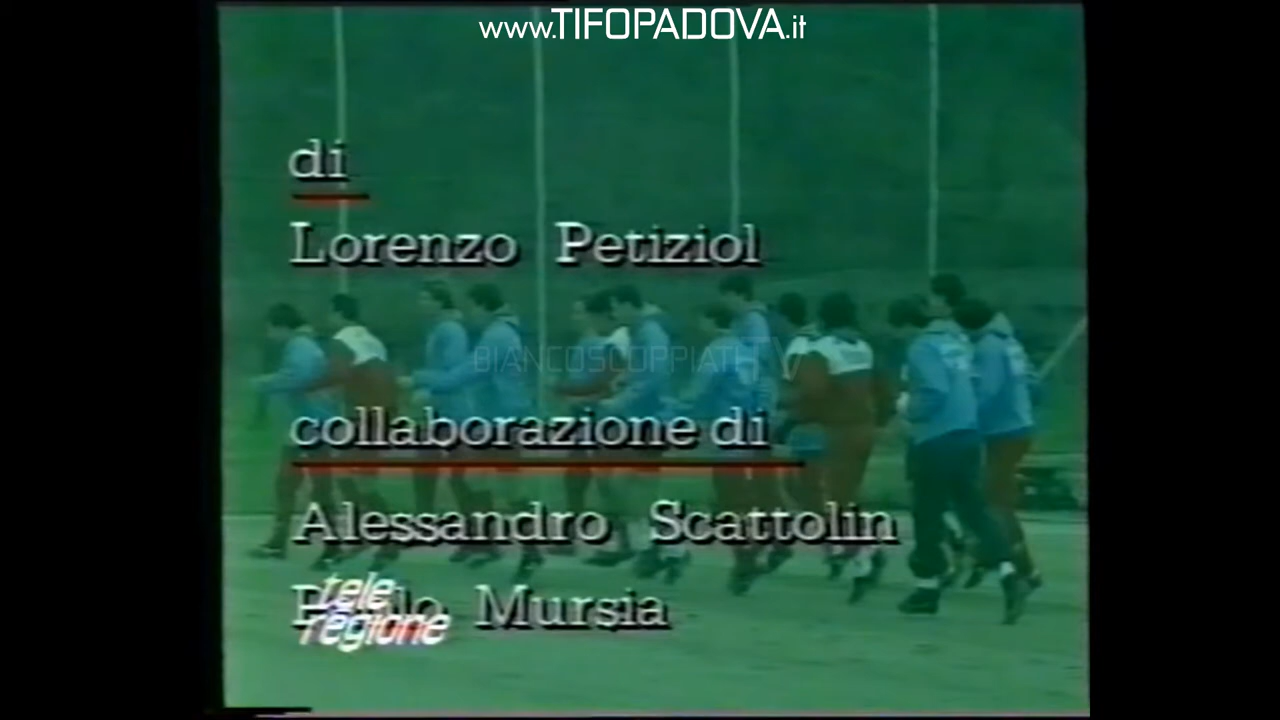 www.TIFOPADOVA.it
di
Lorenzo Petiziol
BIANCOSCOPPIATI TV
collaborazione di
Alessandro Scattolin
Mursia
tele
regione